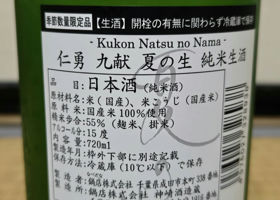 季節数量限定品
【生酒】開栓の有無に関わらず冷蔵庫で保存
- Kukon Natsu no Nama -
仁勇 九献 夏の生 純米生酒
品目：日本酒（純米酒）
原材料名：米（国産）、米こうじ（国産米）
原料米：国産米100％使用
精米歩合：55％（麹米、掛米）
アルコール分：15度
内容量：720ml
枠外下部に別途記載
保存方法：冷蔵庫（10℃以下）で保存
鍋店株式会社 千葉県成田市本町338番地
鍋店株式会社 神崎酒造蔵
夏